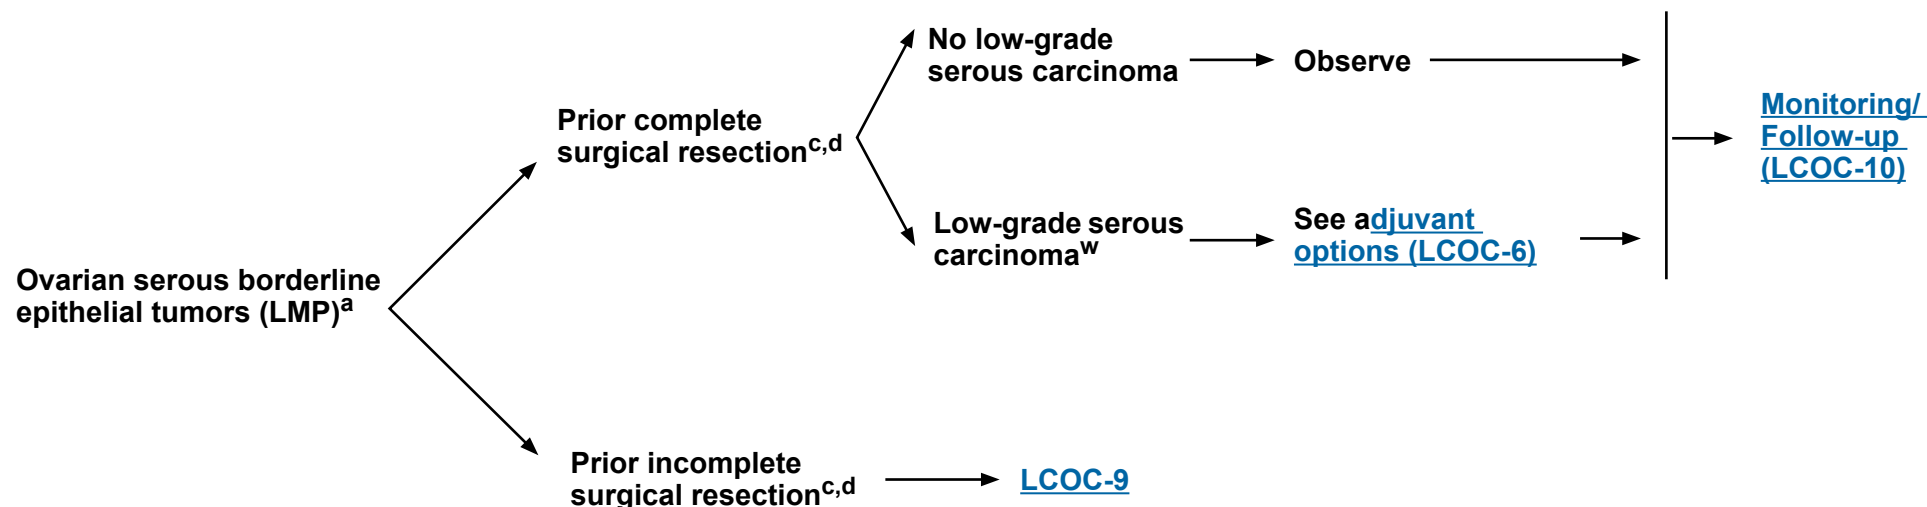 Ovarian serous borderline
epithelial tumors (LMP)a
Prior complete
surgical resectionc,d
No low-grade
serous carcinoma
Observe
Low-grade serous
carcinomaw
See adjuvant
options (LCOC-6)
Monitoring/
Follow-up
(LCOC-10)
Prior incomplete
surgical resectionc,d
LCOC-9